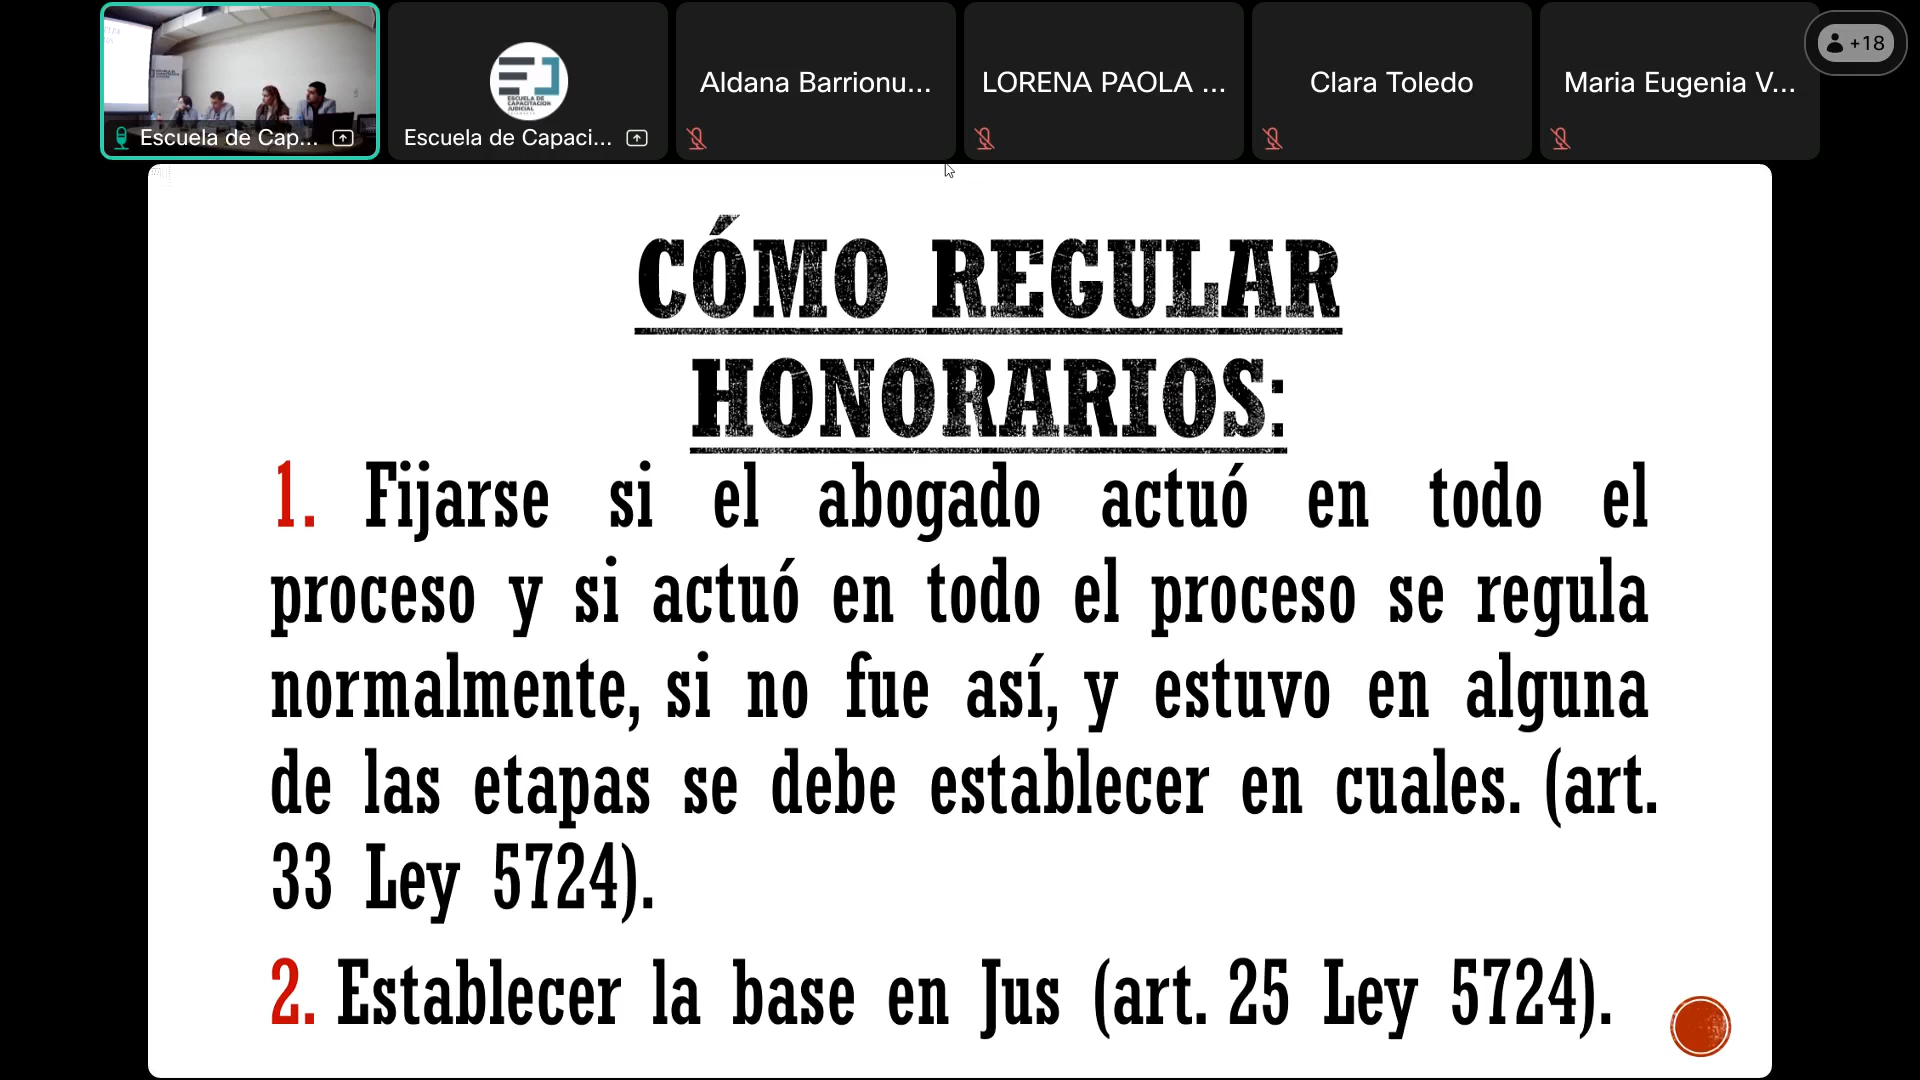 Escuela de Cap...
ESCUELA DE
CAPACITACION
JUDICIAL
Escuela de Capaci...
Aldana Barrionu...
LORENA PAOLA ...
Clara Toledo
Maria Eugenia V...
+18
CÓMO REGULAR
HONORARIOS:
1. Fijarse si el abogado actuó en todo el
proceso y si actuó en todo el proceso se regula
normalmente, si no fue así, y estuvo en alguna
de las etapas se debe establecer en cuales. (art.
33 Ley 5724).
2. Establecer la base en Jus (art. 25 Ley 5724).